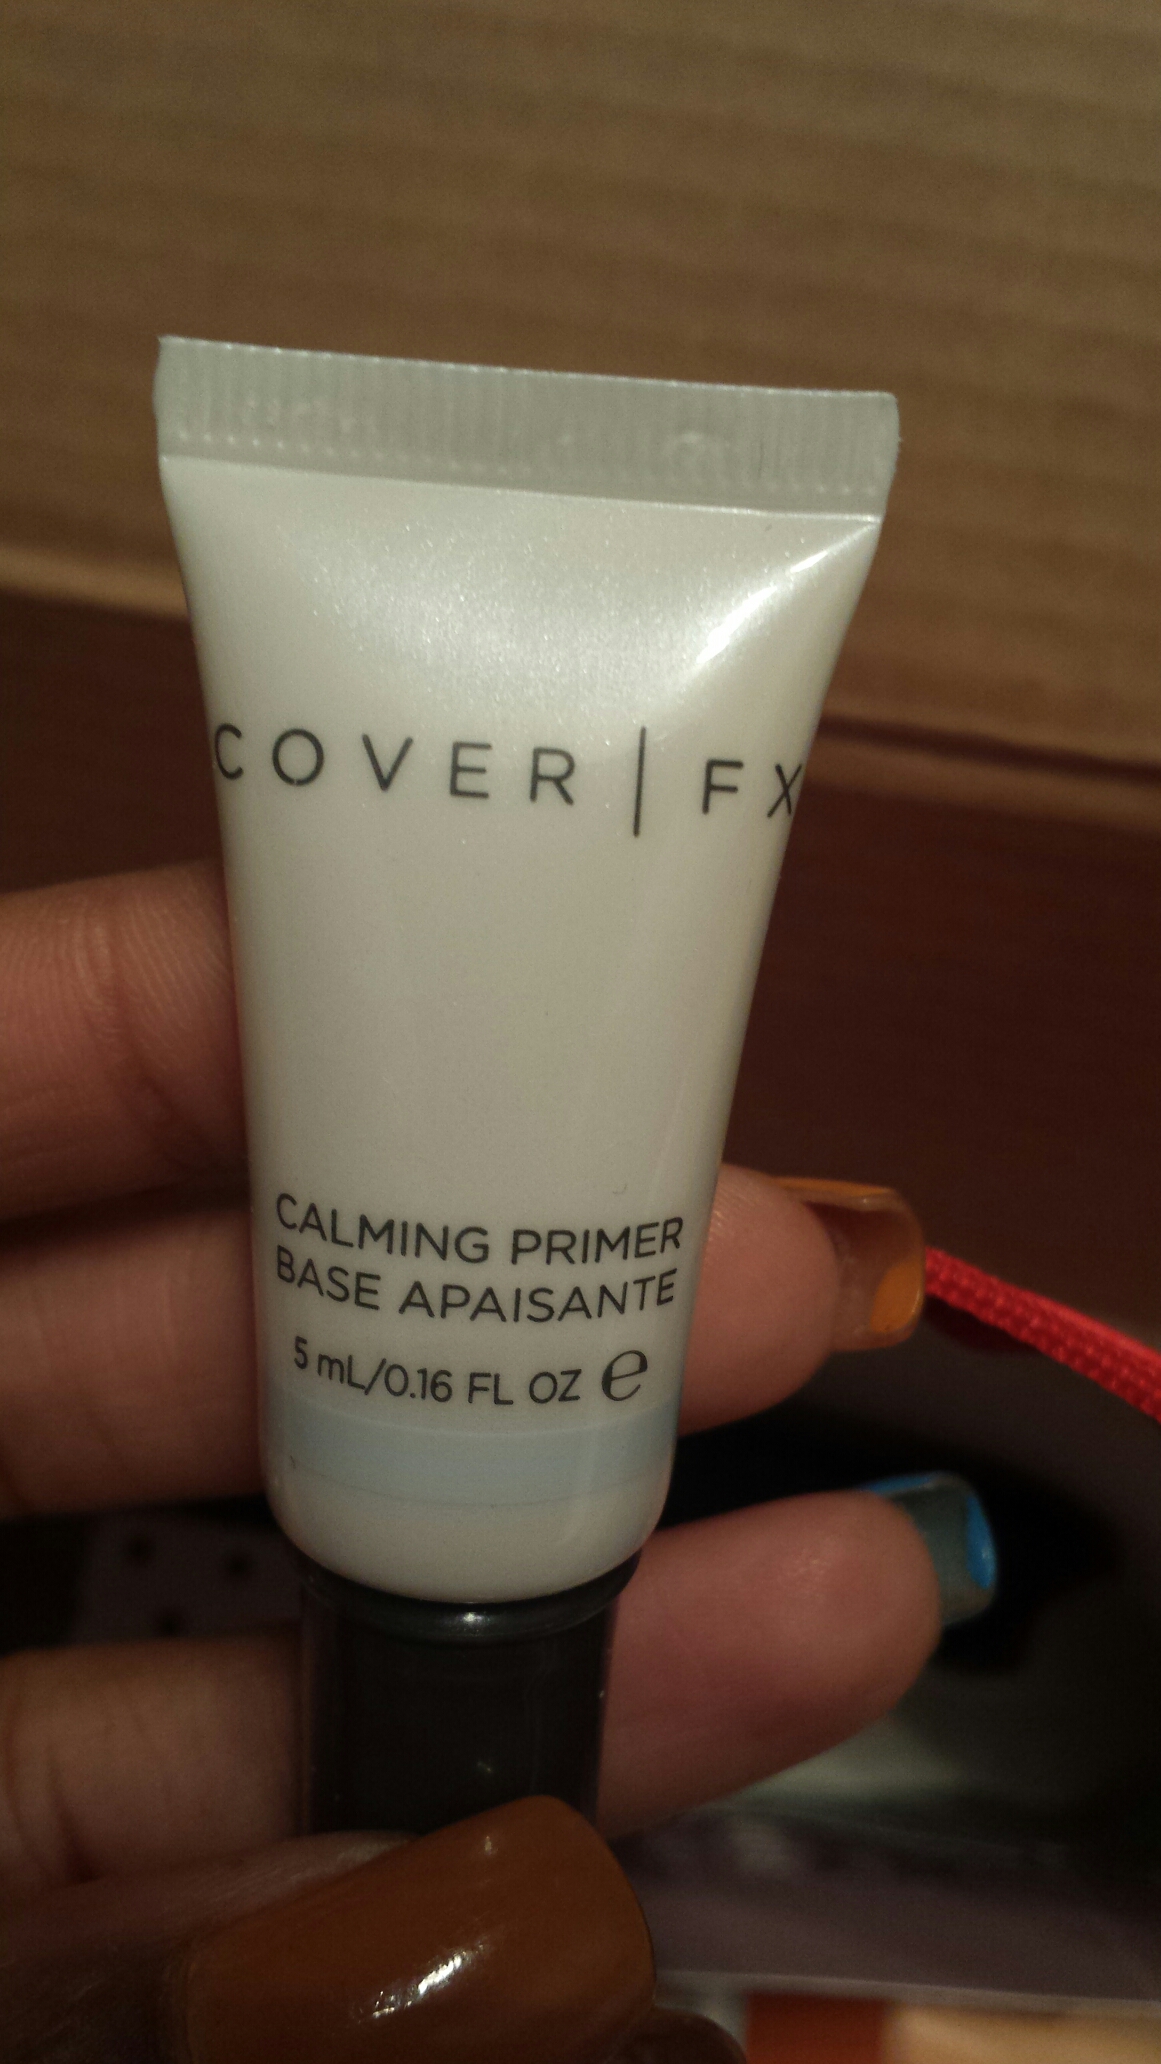 COVER | FX
CALMING PRIMER
BASE APAISANTE
5 mL/0.16 FL OZ e